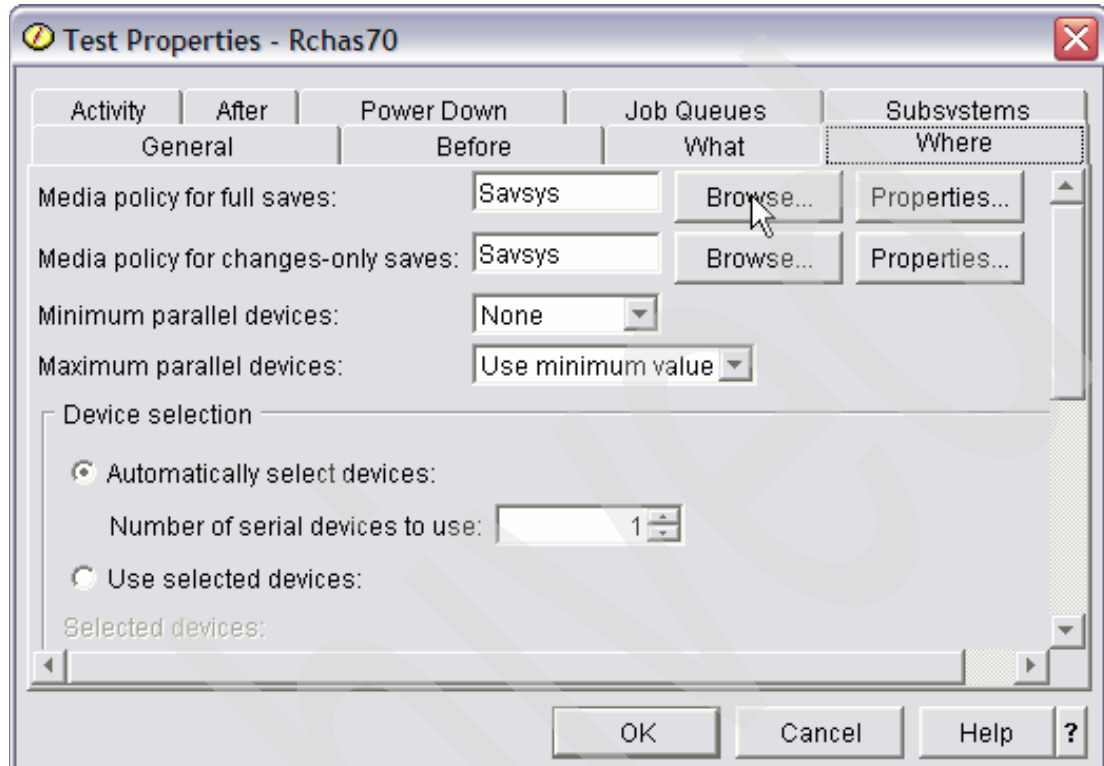 Test Properties - Rchas70
Activity After Power Down Job Queues Subsystems
General Before What Where
Media policy for full saves: Savsys Browse... Properties...
Media policy for changes-only saves: Savsys Browse... Properties...
Minimum parallel devices: None
Maximum parallel devices: Use minimum value
Device selection
Automatically select devices:
Number of serial devices to use: 1
Use selected devices:
Selected devices:
OK Cancel Help ?